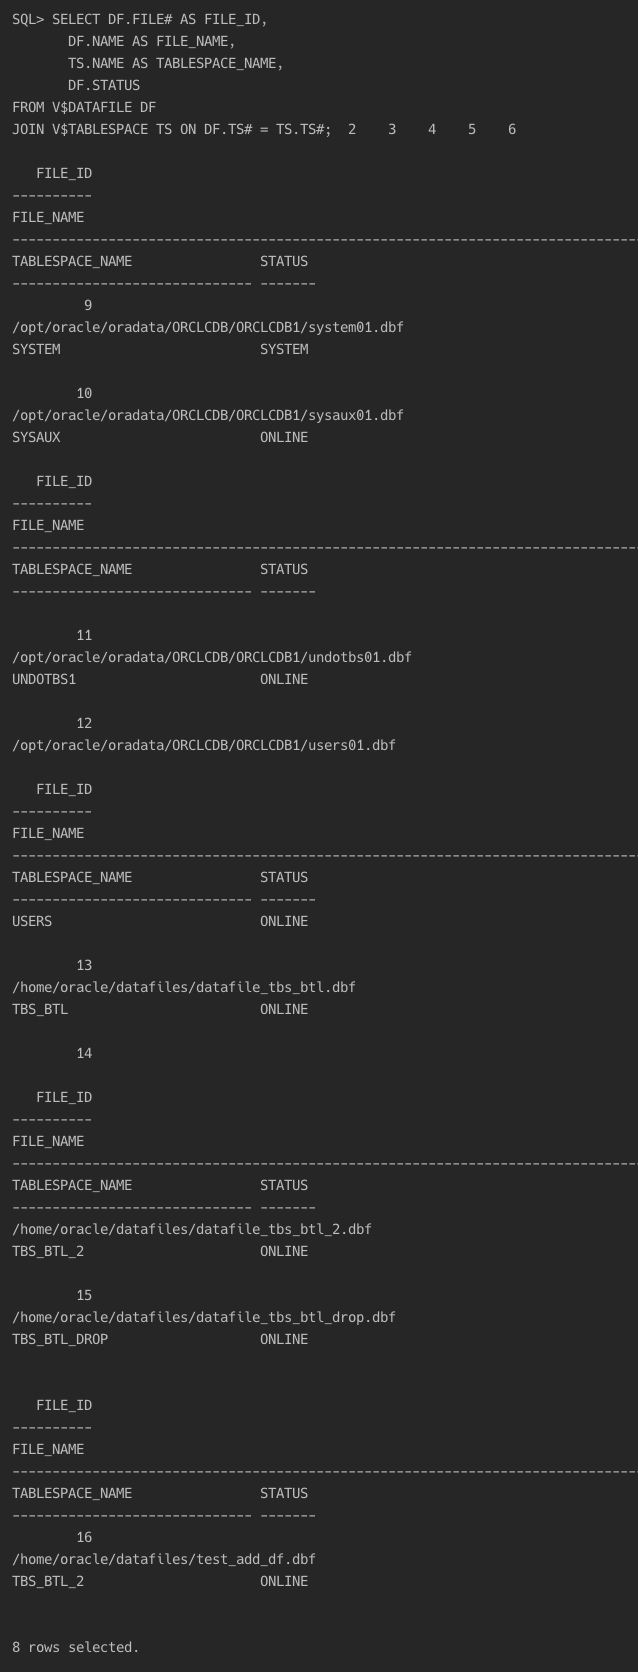 SQL> SELECT DF.FILE# AS FILE_ID,
       DF.NAME AS FILE_NAME,
       TS.NAME AS TABLESPACE_NAME,
       DF.STATUS
FROM V$DATAFILE DF
JOIN V$TABLESPACE TS ON DF.TS# = TS.TS#;  2    3    4    5    6

   FILE_ID
----------
FILE_NAME
--------------------------------------------------------------------------------
TABLESPACE_NAME                STATUS
------------------------------ -------
         9
/opt/oracle/oradata/ORCLCDB/ORCLCDB1/system01.dbf
SYSTEM                         SYSTEM

        10
/opt/oracle/oradata/ORCLCDB/ORCLCDB1/sysaux01.dbf
SYSAUX                         ONLINE

   FILE_ID
----------
FILE_NAME
--------------------------------------------------------------------------------
TABLESPACE_NAME                STATUS
------------------------------ -------

        11
/opt/oracle/oradata/ORCLCDB/ORCLCDB1/undotbs01.dbf
UNDOTBS1                       ONLINE

        12
/opt/oracle/oradata/ORCLCDB/ORCLCDB1/users01.dbf

   FILE_ID
----------
FILE_NAME
--------------------------------------------------------------------------------
TABLESPACE_NAME                STATUS
------------------------------ -------
USERS                          ONLINE

        13
/home/oracle/datafiles/datafile_tbs_btl.dbf
TBS_BTL                        ONLINE

        14

   FILE_ID
----------
FILE_NAME
--------------------------------------------------------------------------------
TABLESPACE_NAME                STATUS
------------------------------ -------
/home/oracle/datafiles/datafile_tbs_btl_2.dbf
TBS_BTL_2                      ONLINE

        15
/home/oracle/datafiles/datafile_tbs_btl_drop.dbf
TBS_BTL_DROP                   ONLINE


   FILE_ID
----------
FILE_NAME
--------------------------------------------------------------------------------
TABLESPACE_NAME                STATUS
------------------------------ -------
        16
/home/oracle/datafiles/test_add_df.dbf
TBS_BTL_2                      ONLINE


8 rows selected.